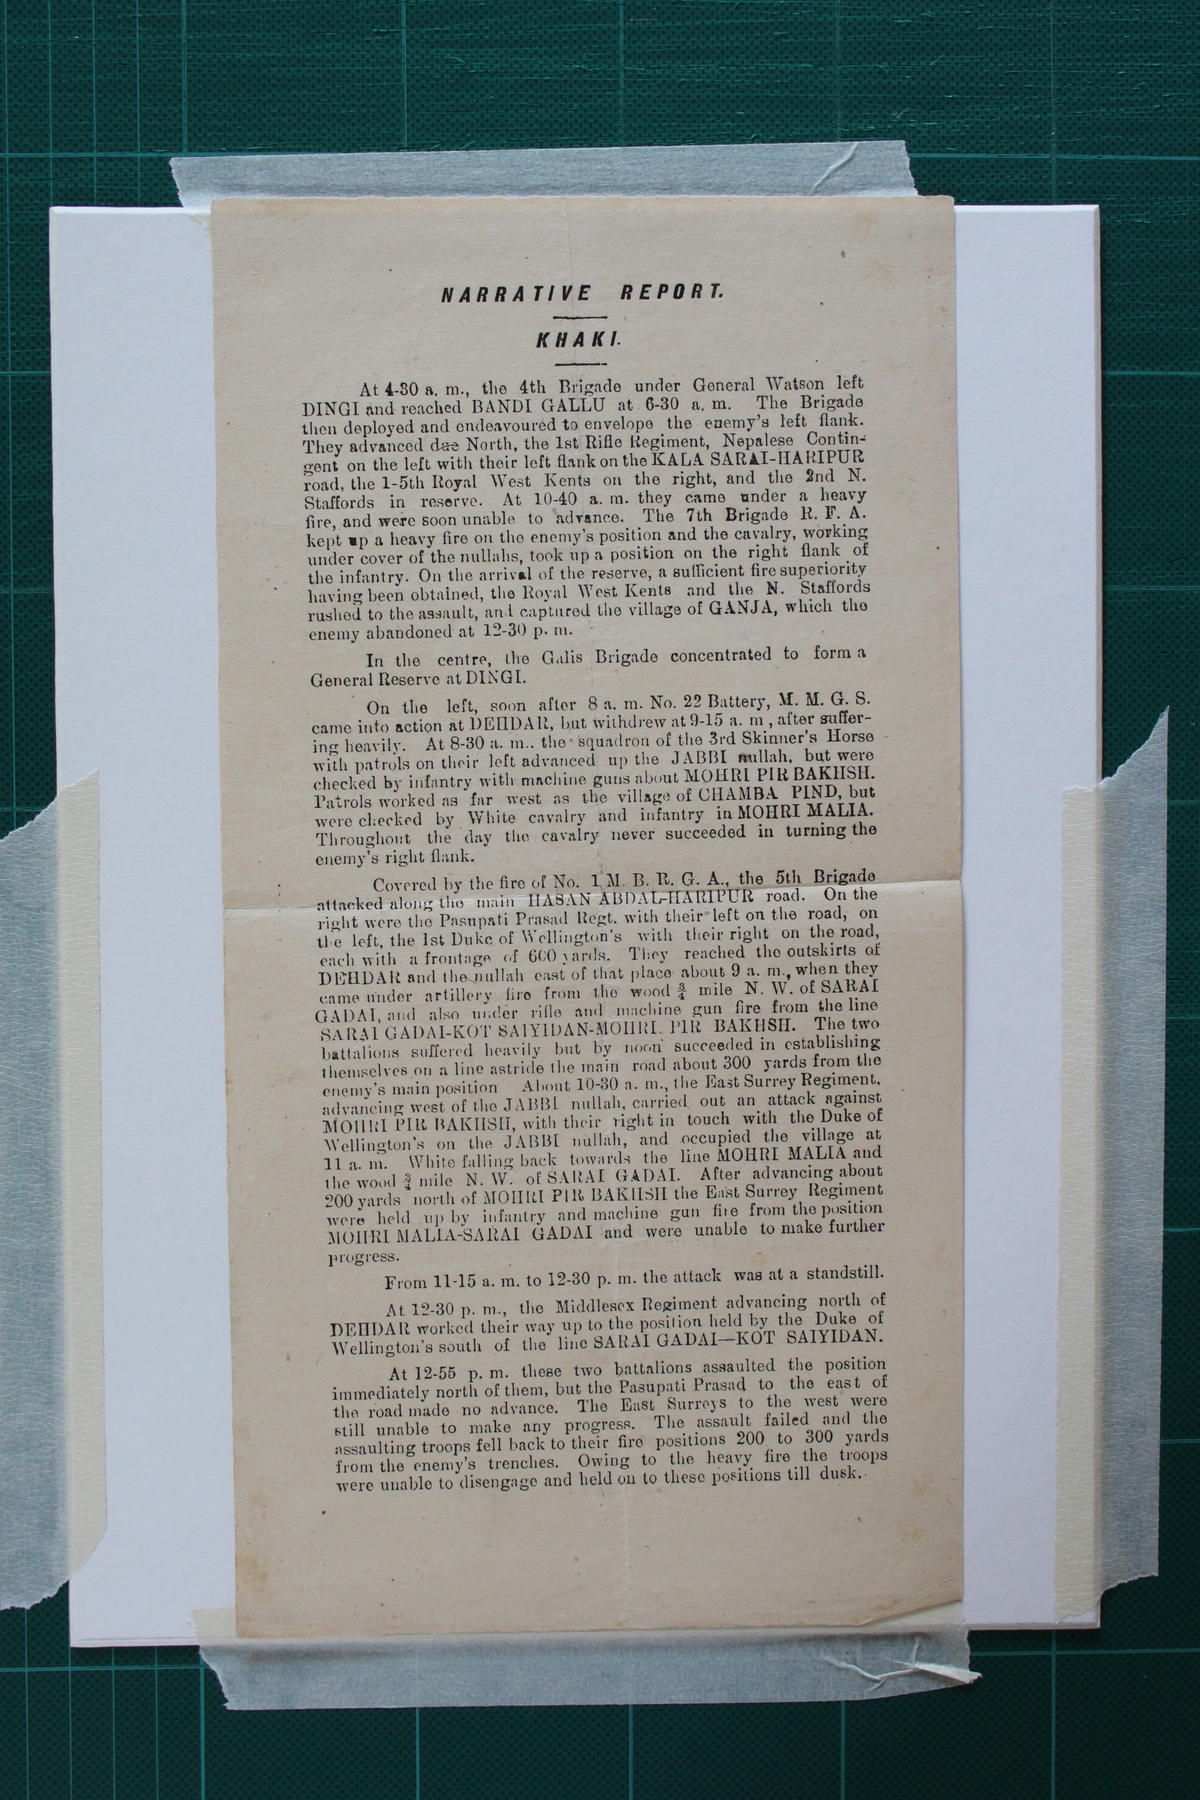 NARRATIVE REPORT.
KHAKI.
At 4-30 a. m., the 4th Brigade under General Watson left
DINGI and reached BANDI GALLU at 6-30 a. m. The Brigade
then deployed and endeavoured to envelope the enemy's left flank.
They advanced due North, the 1st Rifle Regiment, Nepalese Contin-
gent on the left with their left flank on the KALA SARAI-HARIPUR
road, the 1-5th Royal West Kents on the right, and the 2nd N.
Staffords in reserve. At 10-40 a. m. they came under a heavy
fire, and were soon unable to advance. The 7th Brigade R. F. A.
kept up a heavy fire on the enemy's position and the cavalry, working
under cover of the nullahs, took up a position on the right flank of
the infantry. On the arrival of the reserve, a sufficient fire superiority
having been obtained, the Royal West Kents and the N. Staffords
rushed to the assault, and captured the village of GANJA, which the
enemy abandoned at 12-30 p. m.
In the centre, the Galis Brigade concentrated to form a
General Reserve at DINGI.
On the left, soon after 8 a. m. No. 22 Battery, M. M. G. S.
came into action at DEHDAR, but withdrew at 9-15 a. m , after suffer-
ing heavily. At 8-30 a. m.. the squadron of the 3rd Skinner's Horse
with patrols on their left advanced up the JABBI nullah, but were
checked by infantry with machine guns about MOHRI PIR BAKHSH.
Patrols worked as far west as the village of CHAMBA PIND, but
were checked by White cavalry and infantry in MOHRI MALIA.
Throughout the day the cavalry never succeeded in turning the
enemy's right flank.
Covered by the fire of No. 1 M. B. R. G. A., the 5th Brigade
attacked along the main HASAN ABDAL-HARIPUR road. On the
right were the Pasupati Prasad Regt. with their left on the road, on
the left, the 1st Duke of Wellington's with their right on the road,
each with a frontage of 600 yards. They reached the outskirts of
DEHDAR and the nullah east of that place about 9 a. m., when they
came under artillery fire from the wood ¾ mile N. W. of SARAI
GADAI, and also under rifle and machine gun fire from the line
SARAI GADAI-KOT SAIYIDAN-MOHRI PIR BAKHSH. The two
battalions suffered heavily but by noon succeeded in establishing
themselves on a line astride the main road about 300 yards from the
enemy's main position About 10-30 a. m., the East Surrey Regiment,
advancing west of the JABBI nullah, carried out an attack against
MOHRI PIR BAKHSH, with their right in touch with the Duke of
Wellington's on the JABBI nullah, and occupied the village at
11 a. m. White falling back towards the line MOHRI MALIA and
the wood ¾ mile N. W. of SARAI GADAI. After advancing about
200 yards north of MOHRI PIR BAKHSH the East Surrey Regiment
were held up by infantry and machine gun fire from the position
MOHRI MALIA-SARAI GADAI and were unable to make further
progress.
From 11-15 a. m. to 12-30 p. m. the attack was at a standstill.
At 12-30 p. m., the Middlesex Regiment advancing north of
DEHDAR worked their way up to the position held by the Duke of
Wellington's south of the line SARAI GADAI—KOT SAIYIDAN.
At 12-55 p. m. these two battalions assaulted the position
immediately north of them, but the Pasupati Prasad to the east of
the road made no advance. The East Surreys to the west were
still unable to make any progress. The assault failed and the
assaulting troops fell back to their fire positions 200 to 300 yards
from the enemy's trenches. Owing to the heavy fire the troops
were unable to disengage and held on to these positions till dusk.